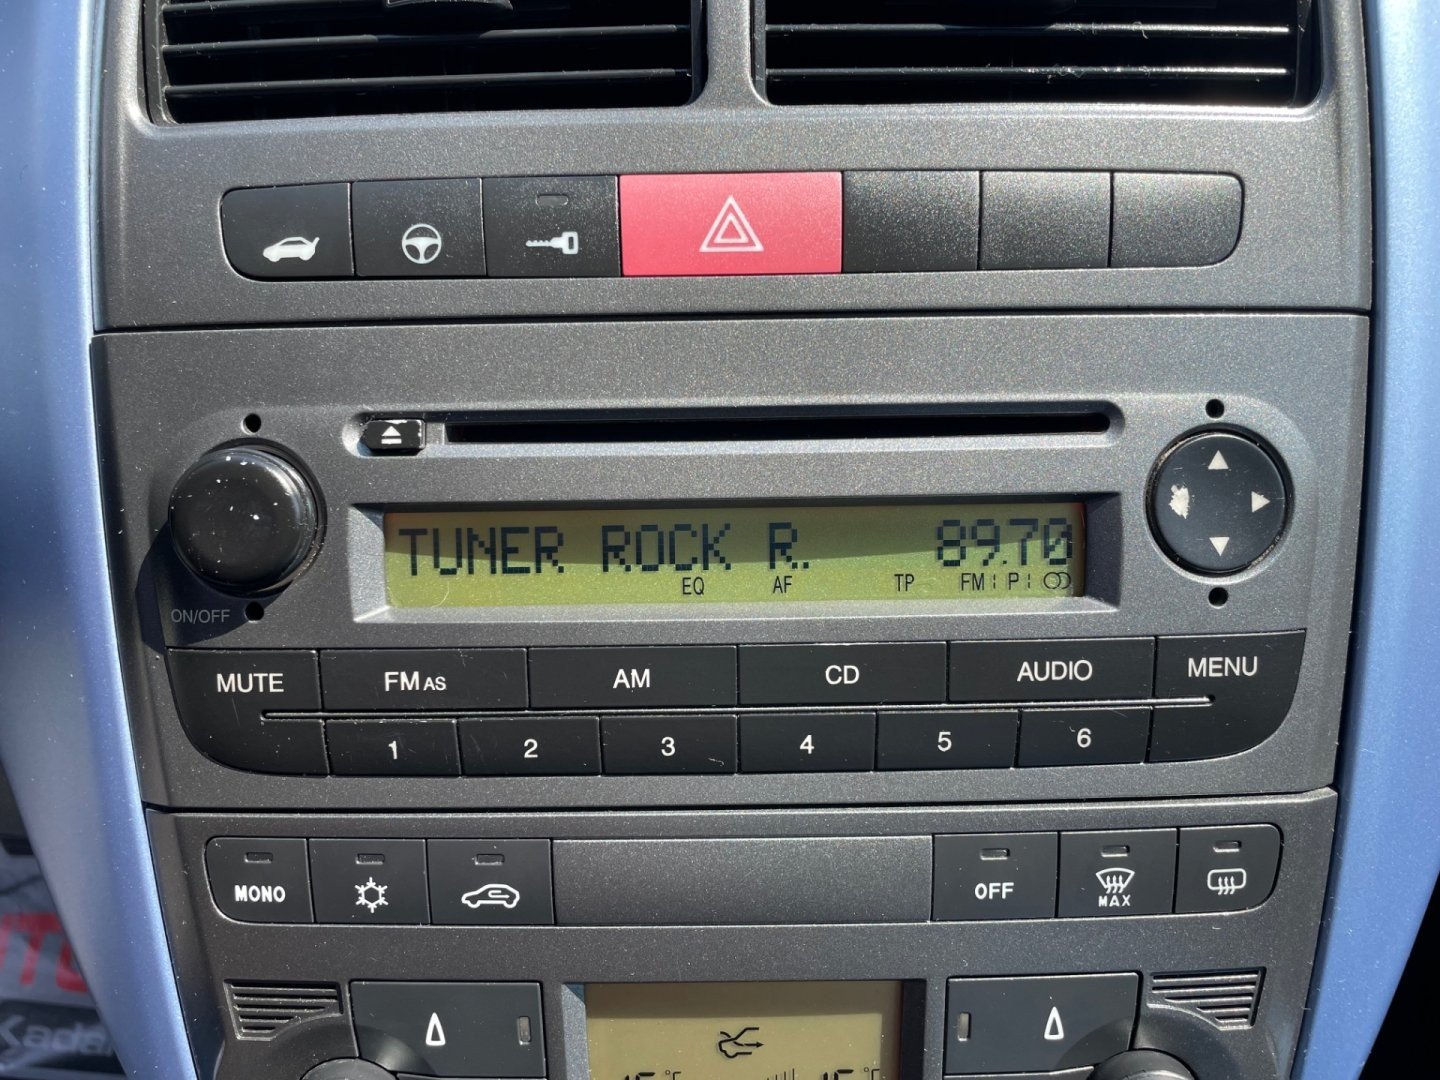 TUNER ROCK R. 89.70
EQ AF TP FM P
ON/OFF
MUTE FM AS AM CD AUDIO MENU
1 2 3 4 5 6
MONO OFF MAX